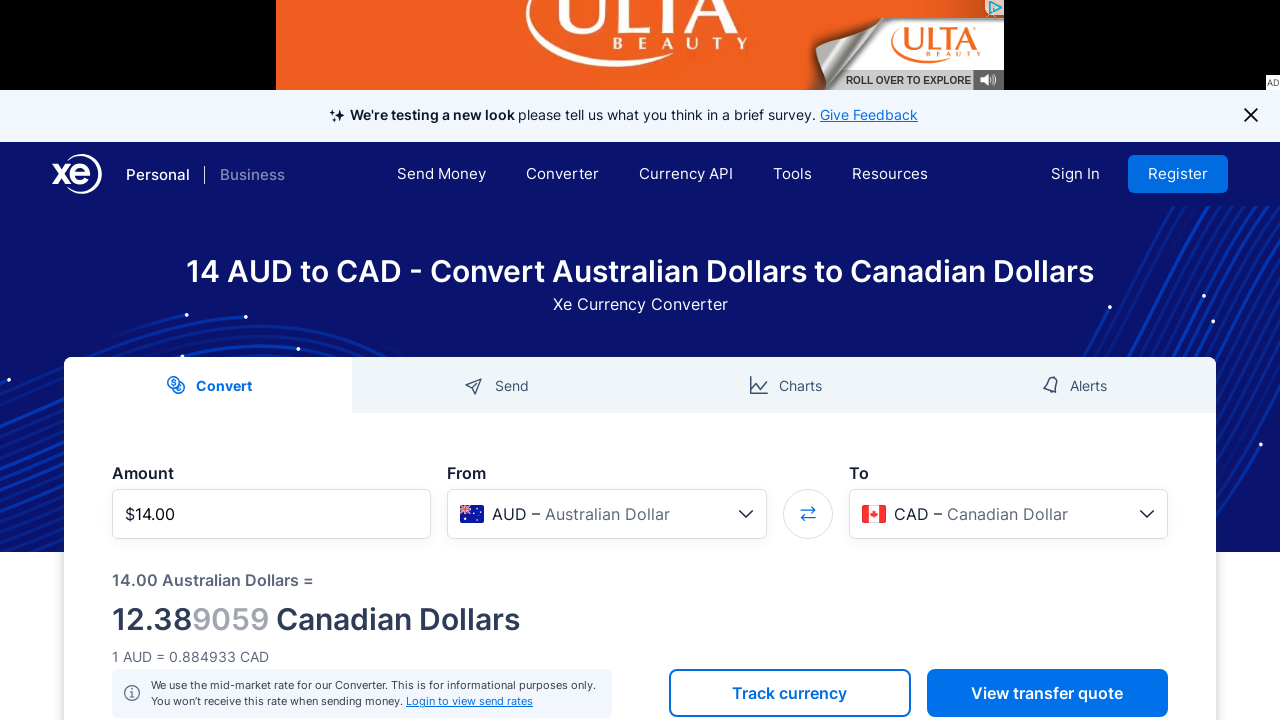 ULTA
BEAUTY
ULTA
BEAUTY
ROLL OVER TO EXPLORE
AD
We're testing a new look please tell us what you think in a brief survey. Give Feedback
xe Personal Business Send Money Converter Currency API Tools Resources Sign In Register
14 AUD to CAD - Convert Australian Dollars to Canadian Dollars
Xe Currency Converter
Convert Send Charts Alerts
Amount From To
$14.00 AUD – Australian Dollar CAD – Canadian Dollar
14.00 Australian Dollars =
12.389059 Canadian Dollars
1 AUD = 0.884933 CAD
We use the mid-market rate for our Converter. This is for informational purposes only.
You won’t receive this rate when sending money. Login to view send rates
Track currency View transfer quote